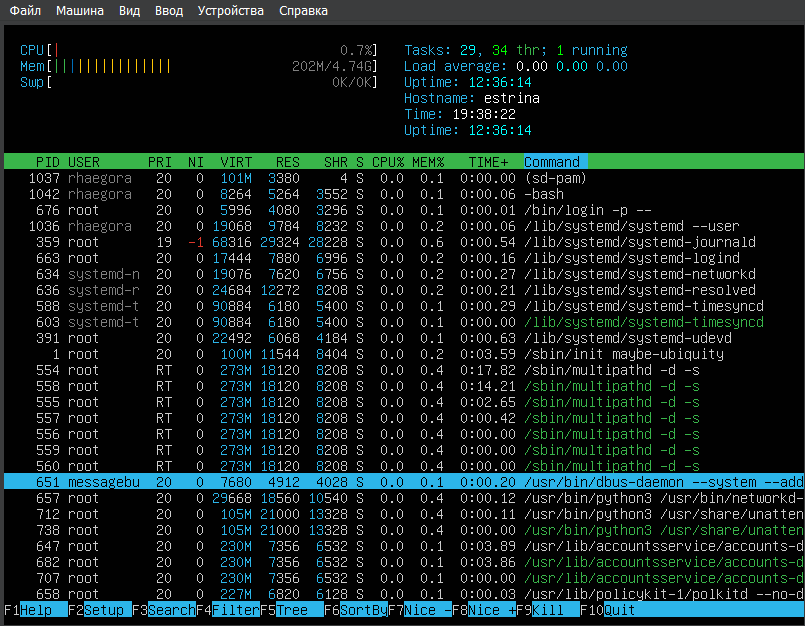 Файл Машина Вид Ввод Устройства Справка
CPU[| 0.7%] Tasks: 29, 34 thr; 1 running
Mem[||||||||||||||| 202M/4.74G] Load average: 0.00 0.00 0.00
Swp[ 0K/0K] Uptime: 12:36:14
Hostname: estrina
Time: 19:38:22
Uptime: 12:36:14
PID USER PRI NI VIRT RES SHR S CPU% MEM% TIME+ Command
1037 rhaegora 20 0 101M 3380 4 S 0.0 0.1 0:00.00 (sd-pam)
1042 rhaegora 20 0 8264 5264 3552 S 0.0 0.1 0:00.06 -bash
676 root 20 0 5996 4080 3296 S 0.0 0.1 0:00.01 /bin/login -p --
1036 rhaegora 20 0 19068 9784 8232 S 0.0 0.2 0:00.06 /lib/systemd/systemd --user
359 root 19 -1 68316 29324 28228 S 0.0 0.6 0:00.54 /lib/systemd/systemd-journald
663 root 20 0 17444 7880 6996 S 0.0 0.2 0:00.16 /lib/systemd/systemd-logind
634 systemd-n 20 0 19076 7620 6756 S 0.0 0.2 0:00.27 /lib/systemd/systemd-networkd
636 systemd-r 20 0 24684 12272 8208 S 0.0 0.2 0:00.21 /lib/systemd/systemd-resolved
588 systemd-t 20 0 90884 6180 5400 S 0.0 0.1 0:00.29 /lib/systemd/systemd-timesyncd
603 systemd-t 20 0 90884 6180 5400 S 0.0 0.1 0:00.00 /lib/systemd/systemd-timesyncd
391 root 20 0 22492 6068 4184 S 0.0 0.1 0:00.63 /lib/systemd/systemd-udevd
1 root 20 0 100M 11544 8404 S 0.0 0.2 0:03.59 /sbin/init maybe-ubiquity
554 root RT 0 273M 18120 8208 S 0.0 0.4 0:17.82 /sbin/multipathd -d -s
558 root RT 0 273M 18120 8208 S 0.0 0.4 0:14.21 /sbin/multipathd -d -s
555 root RT 0 273M 18120 8208 S 0.0 0.4 0:02.65 /sbin/multipathd -d -s
557 root RT 0 273M 18120 8208 S 0.0 0.4 0:00.42 /sbin/multipathd -d -s
556 root RT 0 273M 18120 8208 S 0.0 0.4 0:00.00 /sbin/multipathd -d -s
559 root RT 0 273M 18120 8208 S 0.0 0.4 0:00.00 /sbin/multipathd -d -s
560 root RT 0 273M 18120 8208 S 0.0 0.4 0:00.00 /sbin/multipathd -d -s
651 messagebu 20 0 7680 4912 4028 S 0.0 0.1 0:00.20 /usr/bin/dbus-daemon --system --add
657 root 20 0 29668 18560 10540 S 0.0 0.4 0:00.12 /usr/bin/python3 /usr/bin/networkd-
712 root 20 0 105M 21000 13328 S 0.0 0.4 0:00.11 /usr/bin/python3 /usr/share/unatten
738 root 20 0 105M 21000 13328 S 0.0 0.4 0:00.00 /usr/bin/python3 /usr/share/unatten
647 root 20 0 230M 7356 6532 S 0.0 0.1 0:03.89 /usr/lib/accountsservice/accounts-d
682 root 20 0 230M 7356 6532 S 0.0 0.1 0:03.86 /usr/lib/accountsservice/accounts-d
707 root 20 0 230M 7356 6532 S 0.0 0.1 0:00.00 /usr/lib/accountsservice/accounts-d
658 root 20 0 227M 6820 6128 S 0.0 0.1 0:00.03 /usr/lib/policykit-1/polkitd --no-d
F1Help F2Setup F3SearchF4FilterF5Tree F6SortByF7Nice -F8Nice +F9Kill F10Quit